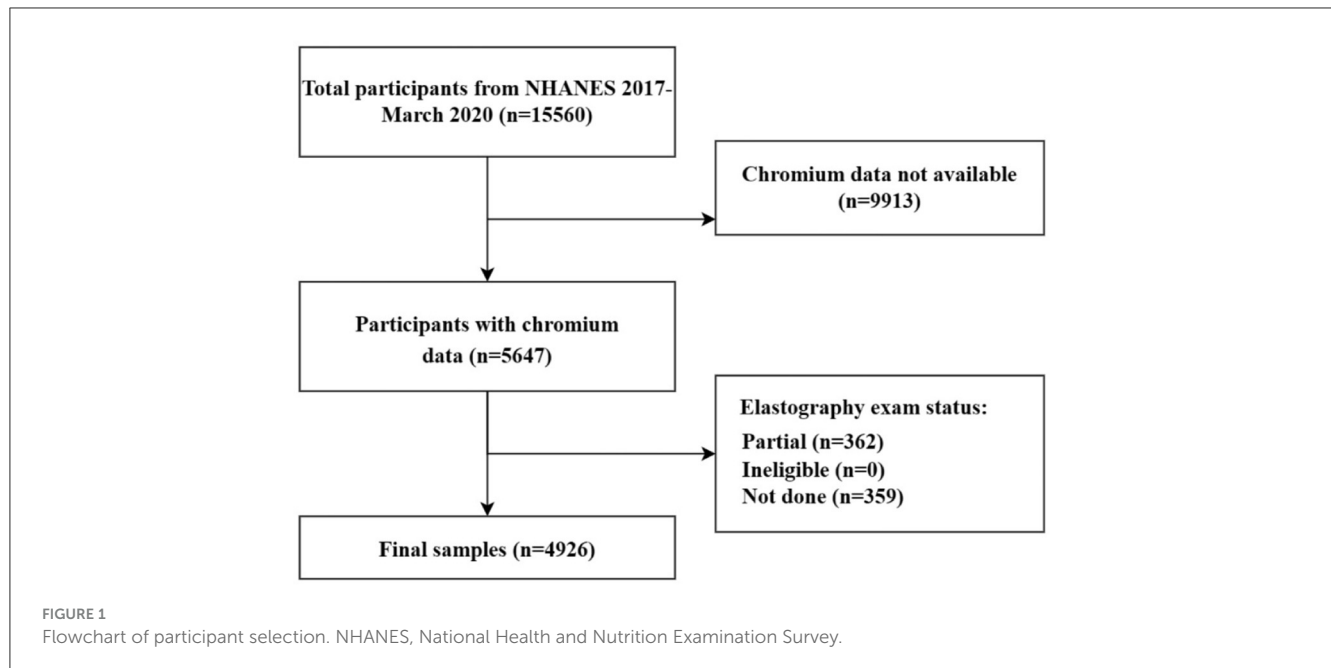 Total participants from NHANES 2017-
March 2020 (n=15560)
Chromium data not available
(n=9913)
Participants with chromium
data (n=5647)
Elastography exam status:
Partial (n=362)
Ineligible (n=0)
Not done (n=359)
Final samples (n=4926)
FIGURE 1
Flowchart of participant selection. NHANES, National Health and Nutrition Examination Survey.